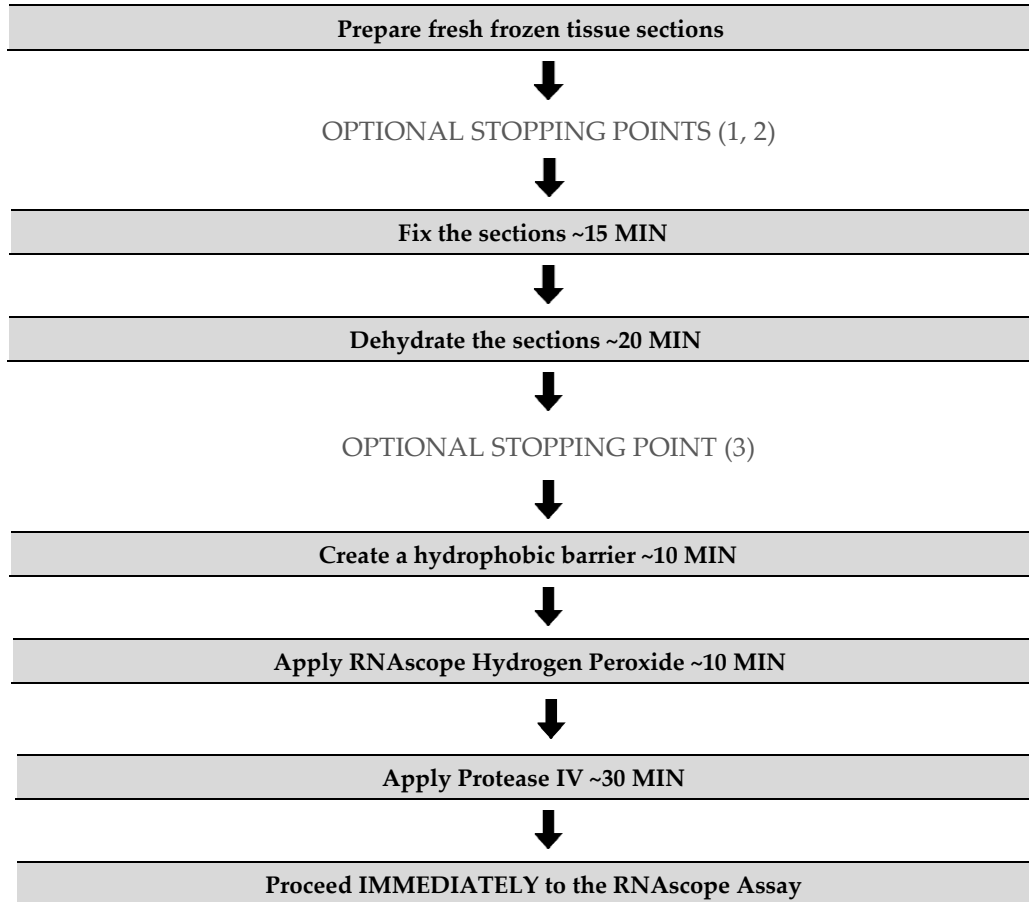 Prepare fresh frozen tissue sections
OPTIONAL STOPPING POINTS (1, 2)
Fix the sections ~15 MIN
Dehydrate the sections ~20 MIN
OPTIONAL STOPPING POINT (3)
Create a hydrophobic barrier ~10 MIN
Apply RNAscope Hydrogen Peroxide ~10 MIN
Apply Protease IV ~30 MIN
Proceed IMMEDIATELY to the RNAscope Assay